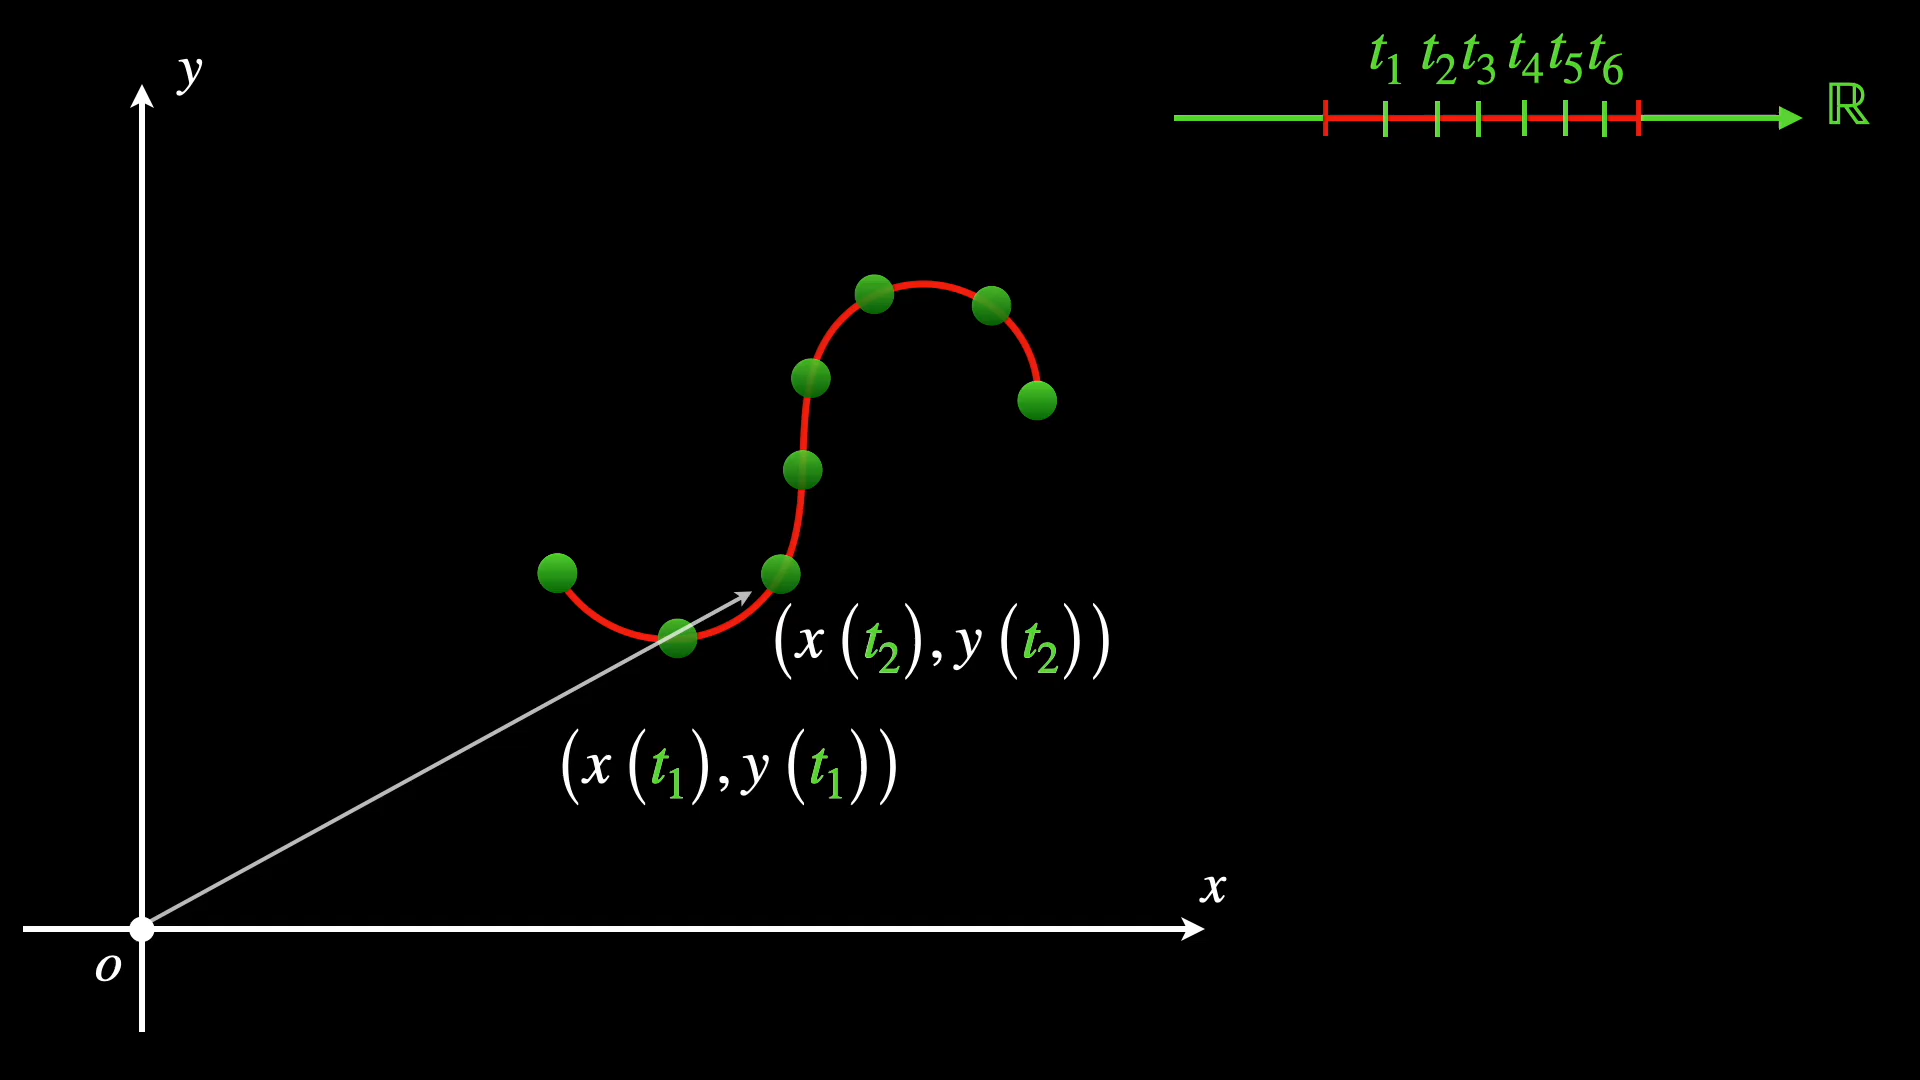 y
t₁ t₂ t₃ t₄ t₅ t₆
ℝ
(x (t₂), y (t₂))
(x (t₁), y (t₁))
x
o